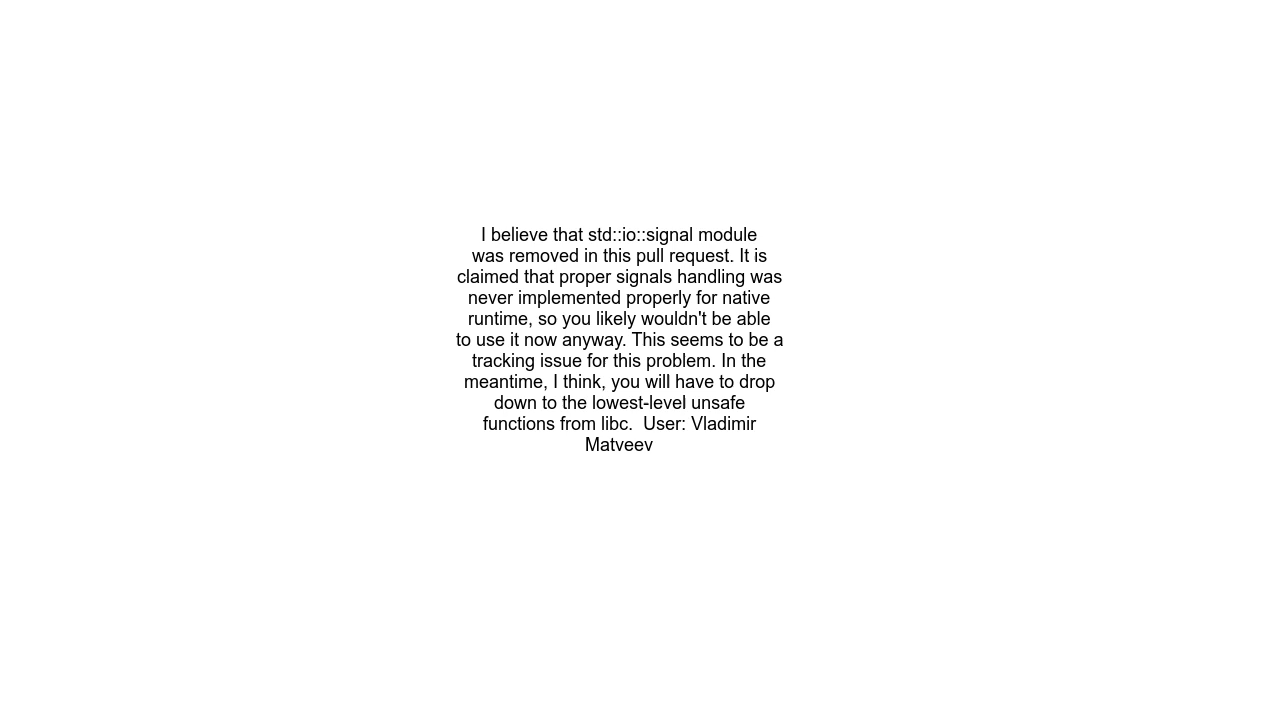 I believe that std::io::signal module
was removed in this pull request. It is
claimed that proper signals handling was
never implemented properly for native
runtime, so you likely wouldn't be able
to use it now anyway. This seems to be a
tracking issue for this problem. In the
meantime, I think, you will have to drop
down to the lowest-level unsafe
functions from libc.  User: Vladimir
Matveev